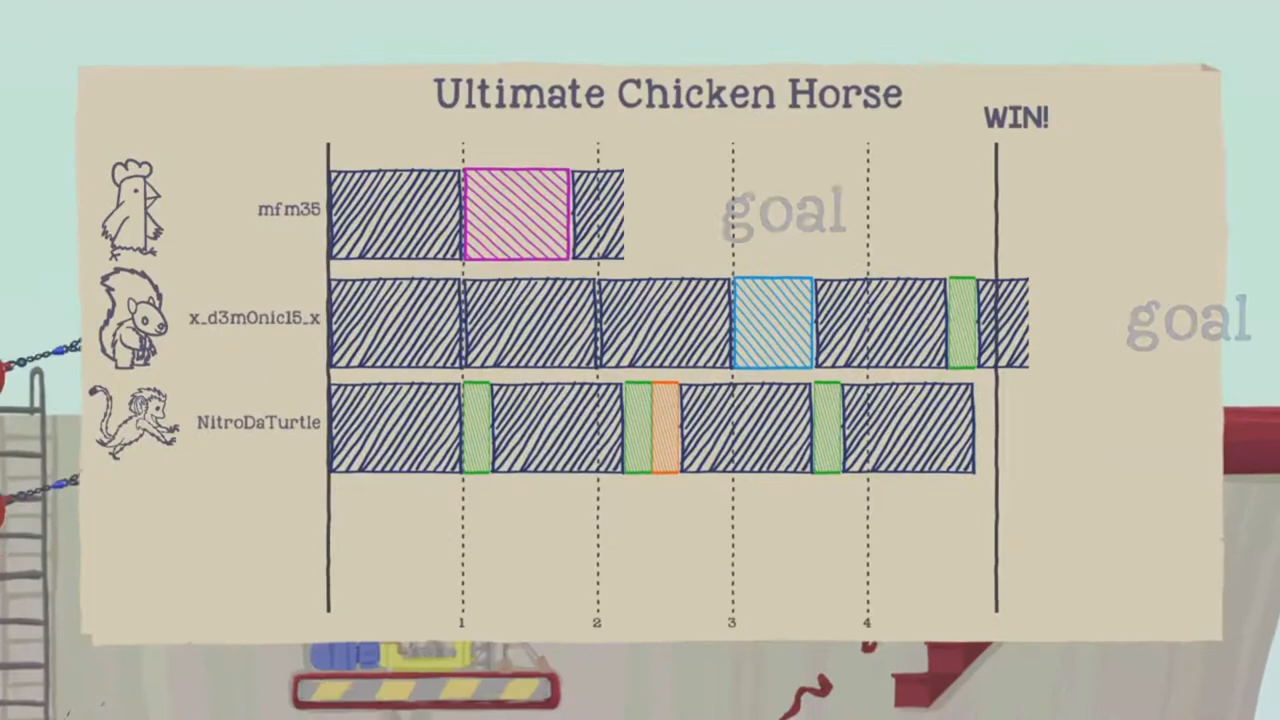 Ultimate Chicken Horse
WIN!
mfm35
goal
x_d3m0nic15_x
goal
NitroDaTurtle
1 2 3 4